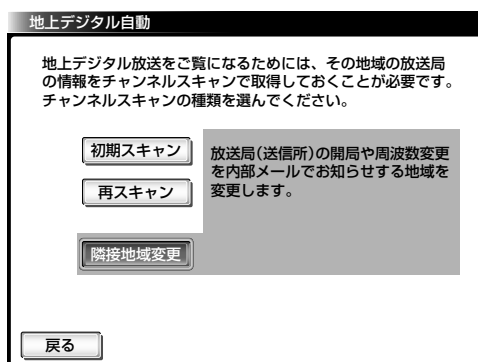 地上デジタル自動
地上デジタル放送をご覧になるためには、その地域の放送局
の情報をチャンネルスキャンで取得しておくことが必要です。
チャンネルスキャンの種類を選んでください。
初期スキャン
再スキャン
隣接地域変更
放送局（送信所）の開局や周波数変更
を内部メールでお知らせする地域を
変更します。
戻る